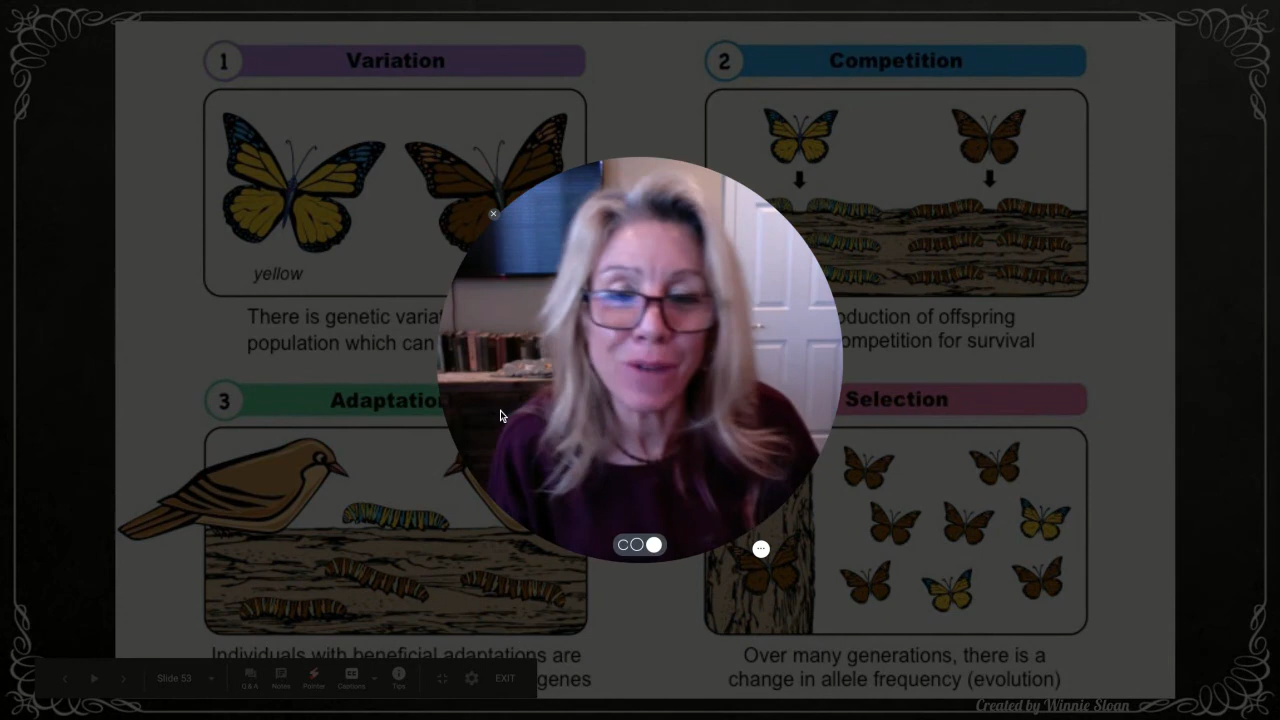 1 Variation
yellow
There is genetic varia
population which can
2 Competition
oduction of offspring
ompetition for survival
3 Adaptation
Individuals with beneficial adaptations are
genes
Selection
Over many generations, there is a
change in allele frequency (evolution)
Slide 53
Q&A
Notes
Pointer
Captions
Tips
EXIT
Created by Winnie Sloan